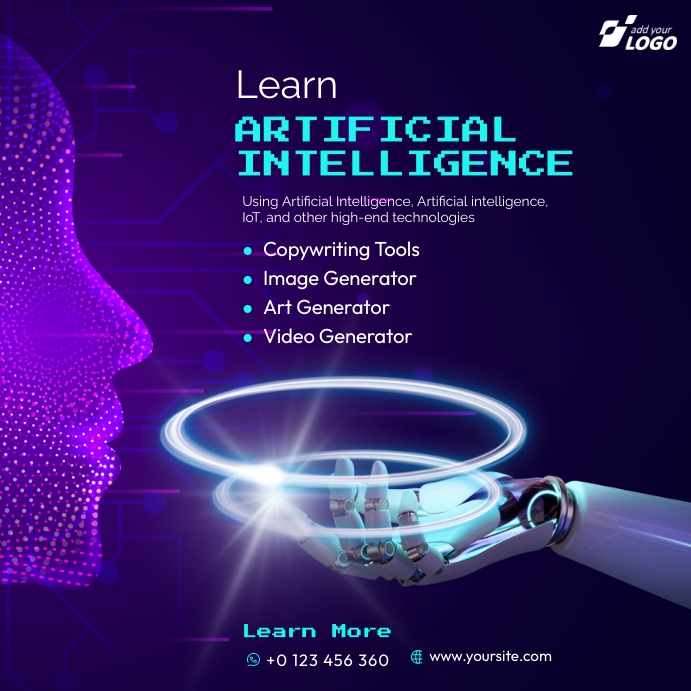 add your
LOGO
Learn
ARTIFICIAL
INTELLIGENCE
Using Artificial Intelligence, Artificial intelligence,
IoT, and other high-end technologies
Copywriting Tools
Image Generator
Art Generator
Video Generator
Learn More
+0 123 456 360
www.yoursite.com